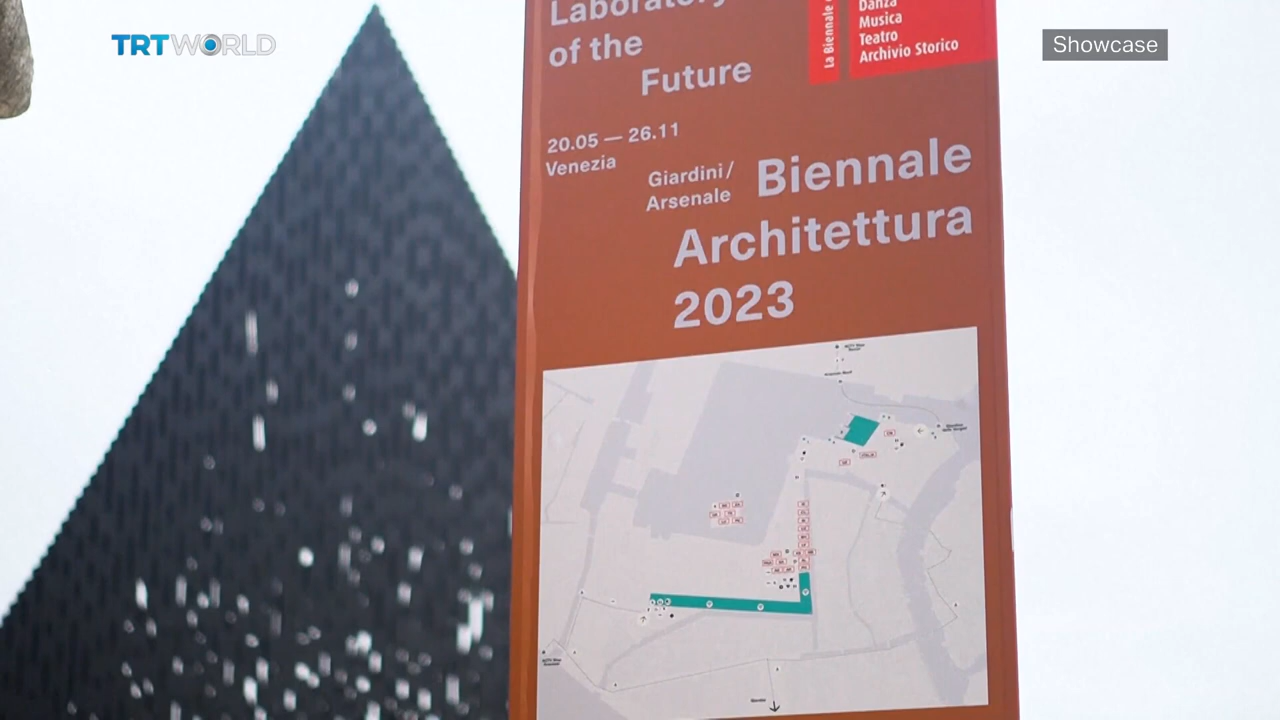 TRT WORLD
Showcase
Laboratory
of the
Future
La Biennale
Danza
Musica
Teatro
Archivio Storico
20.05 — 26.11
Venezia
Giardini/
Arsenale
Biennale
Architettura
2023